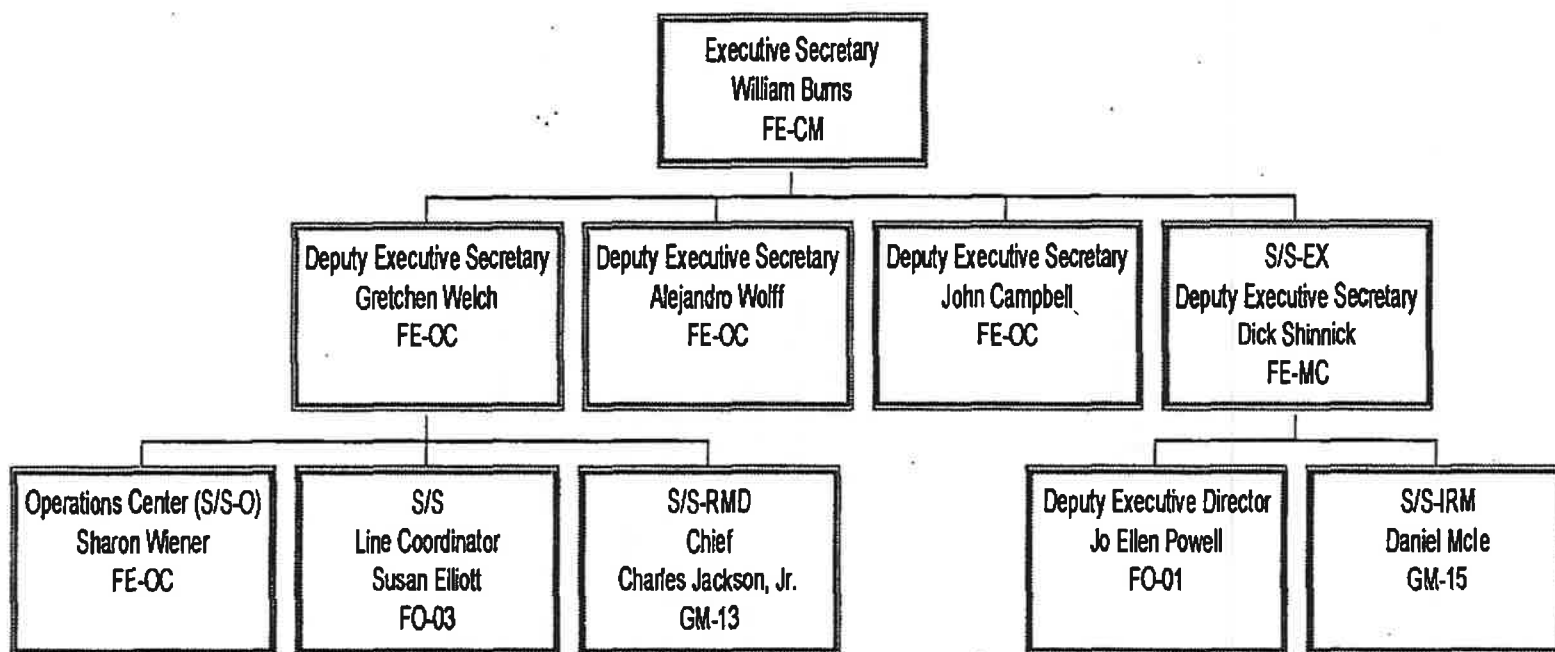 Executive Secretary
William Burns
FE-CM
Deputy Executive Secretary
Gretchen Welch
FE-OC
Deputy Executive Secretary
Alejandro Wolff
FE-OC
Deputy Executive Secretary
John Campbell
FE-OC
S/S-EX
Deputy Executive Secretary
Dick Shinnick
FE-MC
Operations Center (S/S-O)
Sharon Wiener
FE-OC
S/S
Line Coordinator
Susan Elliott
FO-03
S/S-RMD
Chief
Charles Jackson, Jr.
GM-13
Deputy Executive Director
Jo Ellen Powell
FO-01
S/S-IRM
Daniel Mcle
GM-15